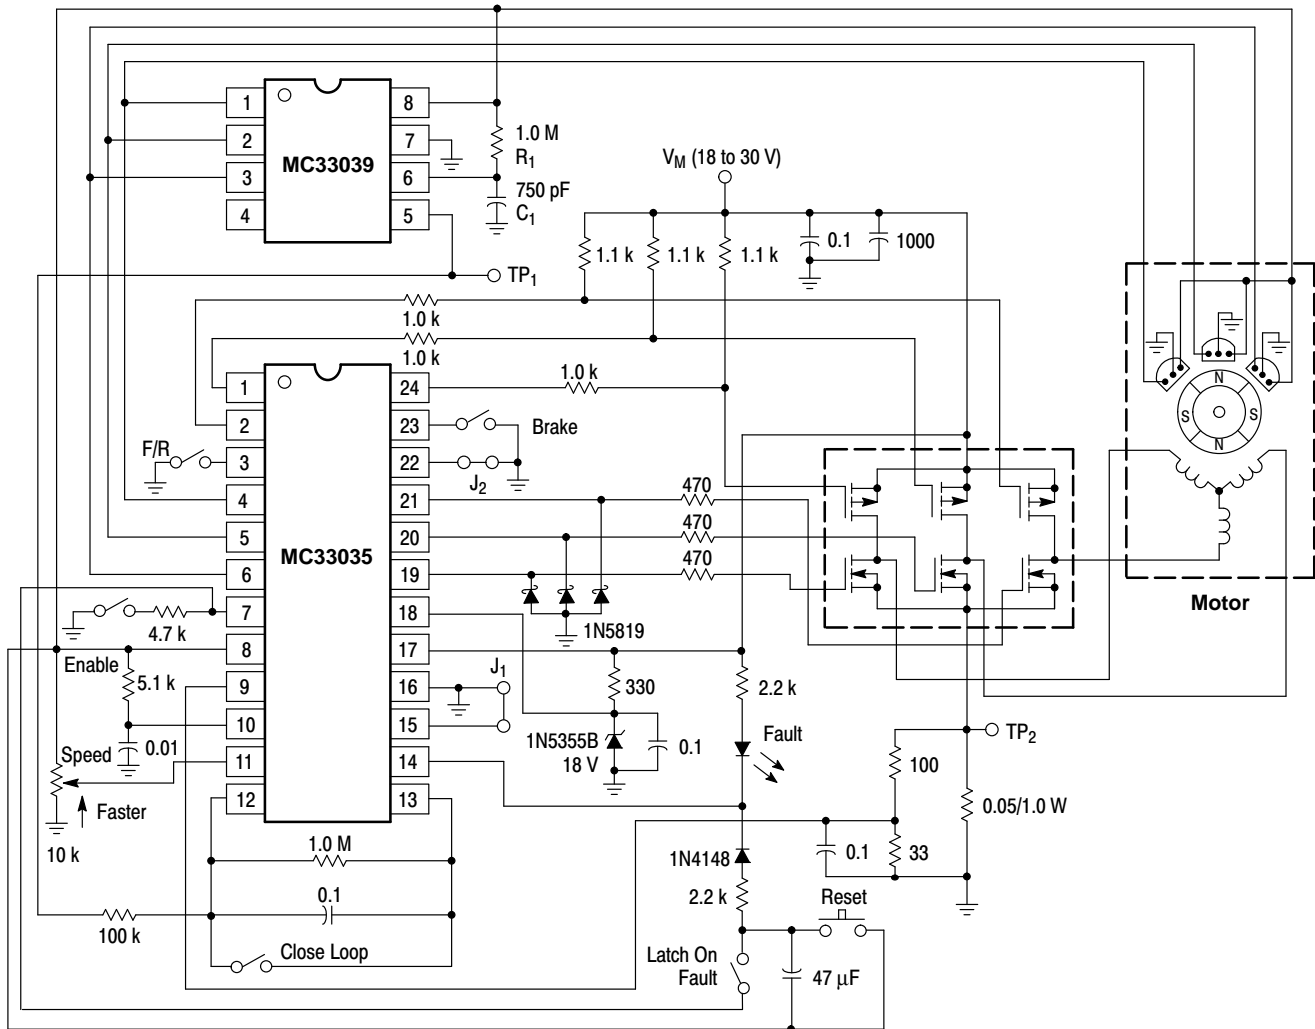 1
2
3
4
MC33039
8
7
6
5
1.0 M
R1
750 pF
C1
TP1
VM (18 to 30 V)
1.1 k
1.1 k
1.1 k
0.1
1000
1.0 k
1.0 k
1.0 k
F/R
1
2
3
4
5
6
7
8
9
10
11
12
MC33035
24
23
22
21
20
19
18
17
16
15
14
13
Brake
J2
470
470
470
1N5819
N
S
S
N
Motor
4.7 k
Enable
5.1 k
0.01
Speed
Faster
10 k
J1
330
1N5355B
18 V
0.1
2.2 k
Fault
TP2
100
0.05/1.0 W
0.1
33
1.0 M
0.1
100 k
Close Loop
1N4148
2.2 k
Reset
Latch On
Fault
47 μF